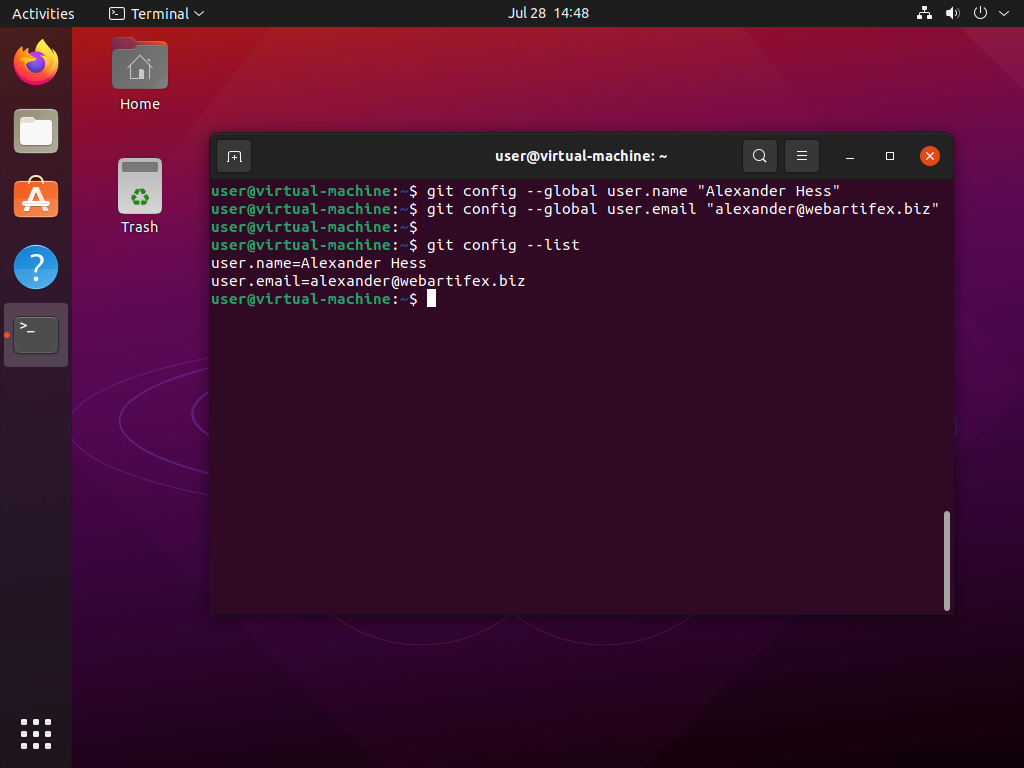 Activities
Terminal
Jul 28 14:48
Home
Trash
user@virtual-machine: ~
user@virtual-machine:~$ git config --global user.name "Alexander Hess"
user@virtual-machine:~$ git config --global user.email "alexander@webartifex.biz"
user@virtual-machine:~$
user@virtual-machine:~$ git config --list
user.name=Alexander Hess
user.email=alexander@webartifex.biz
user@virtual-machine:~$